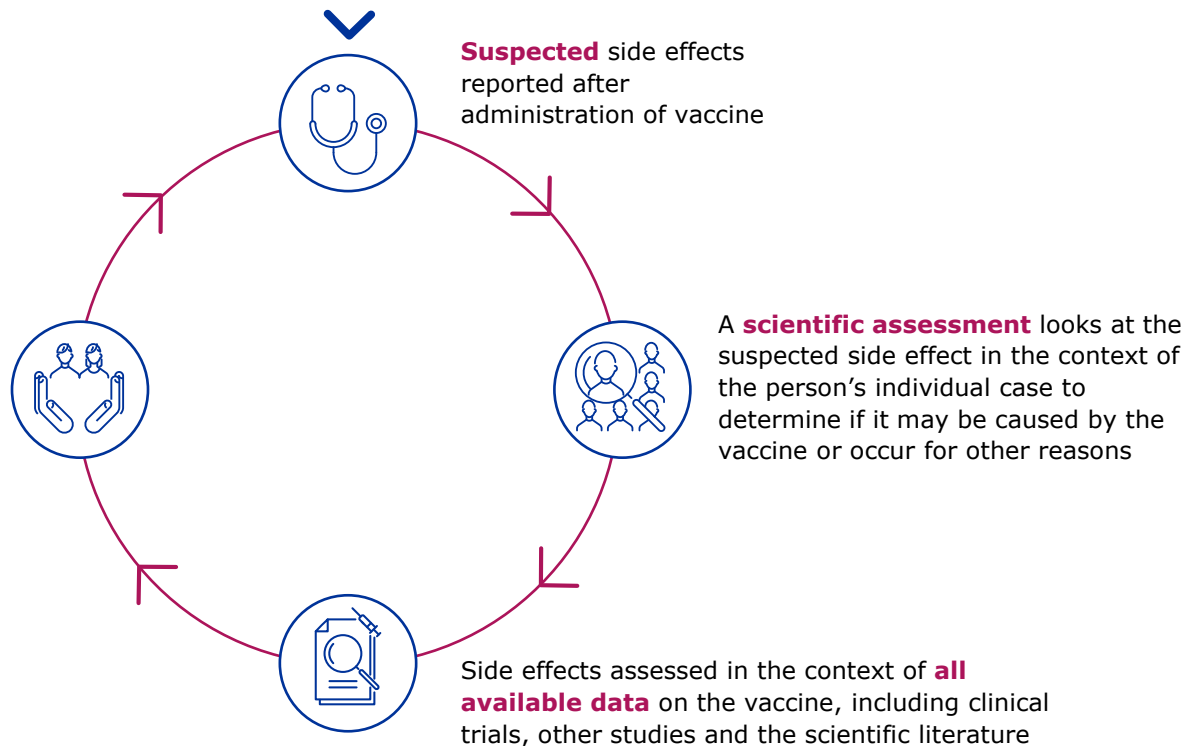 Suspected side effects
reported after
administration of vaccine
A scientific assessment looks at the
suspected side effect in the context of
the person’s individual case to
determine if it may be caused by the
vaccine or occur for other reasons
Side effects assessed in the context of all
available data on the vaccine, including clinical
trials, other studies and the scientific literature